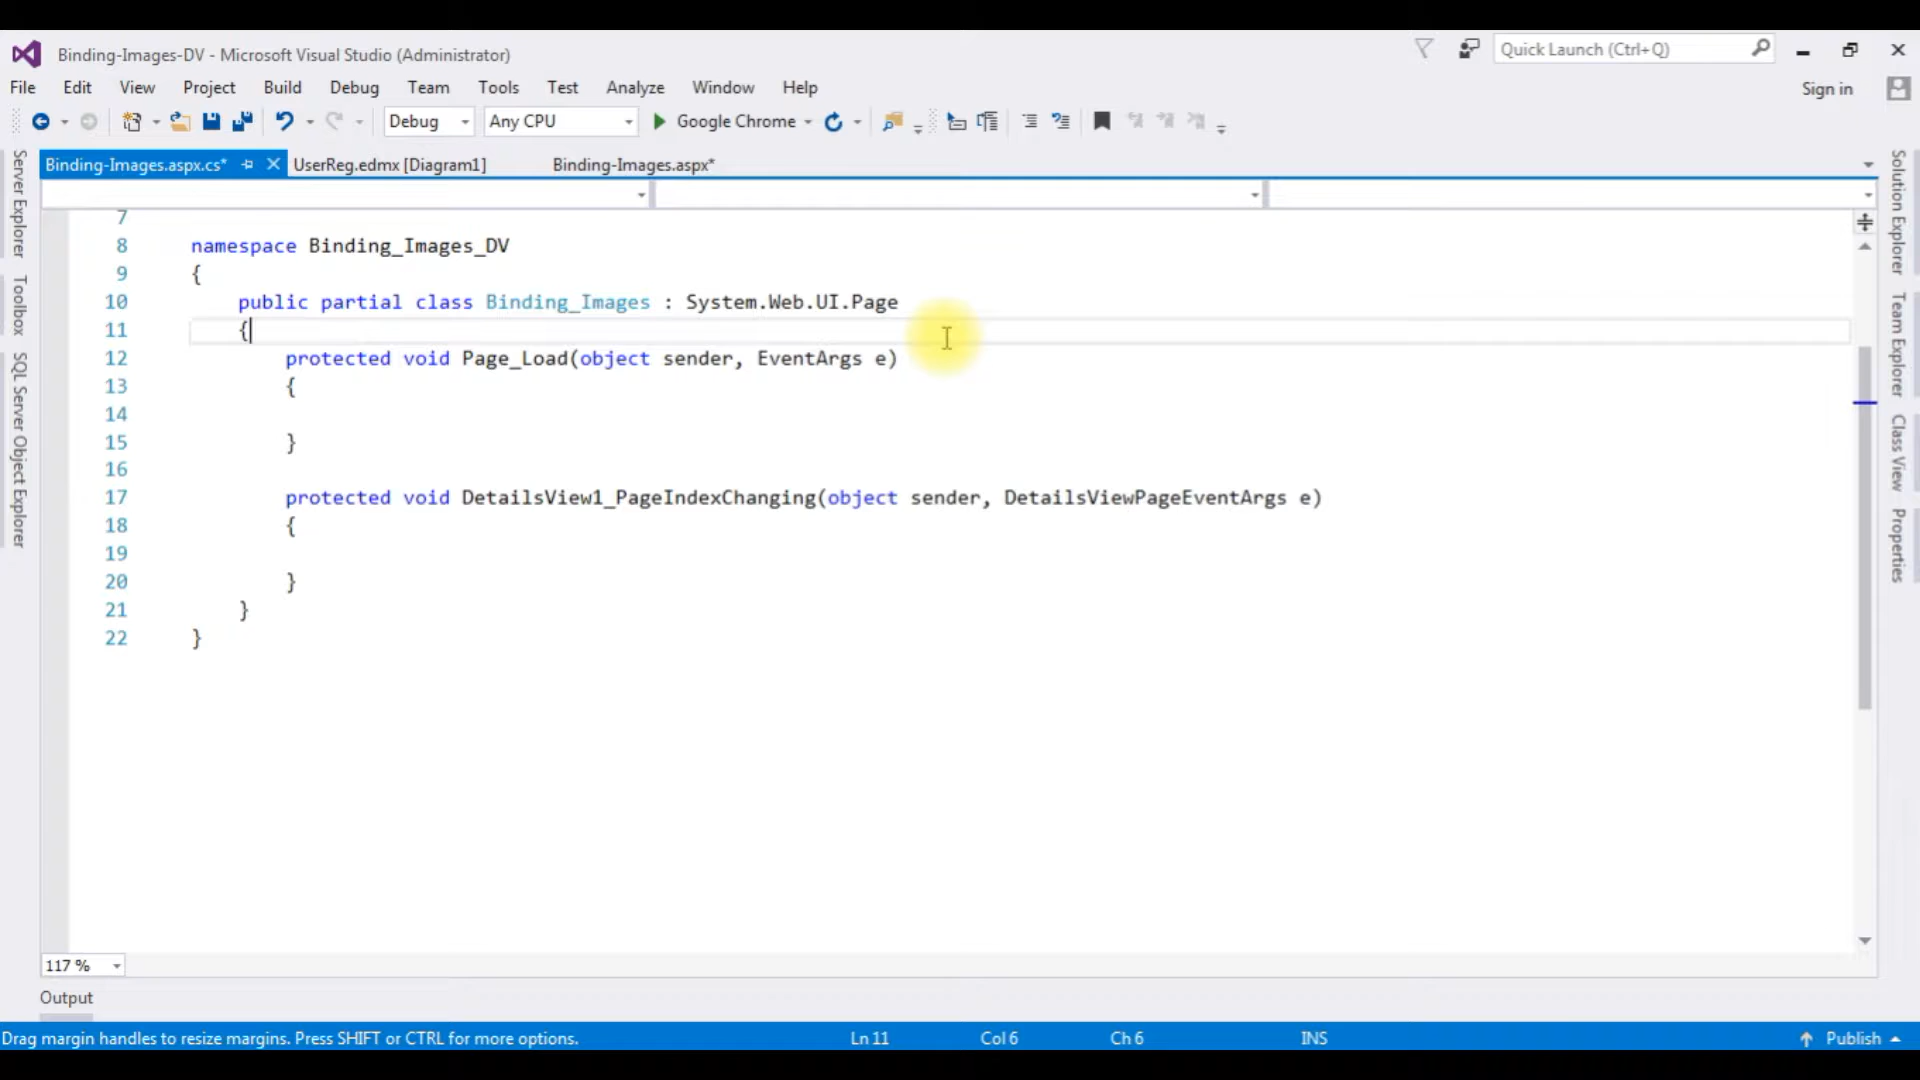 Binding-Images-DV - Microsoft Visual Studio (Administrator)
Quick Launch (Ctrl+Q)
File Edit View Project Build Debug Team Tools Test Analyze Window Help
Sign in
Debug Any CPU Google Chrome
Binding-Images.aspx.cs* UserReg.edmx [Diagram1] Binding-Images.aspx*
Server Explorer
Toolbox
SQL Server Object Explorer
7
8 namespace Binding_Images_DV
9 {
10 public partial class Binding_Images : System.Web.UI.Page
11 {
12 protected void Page_Load(object sender, EventArgs e)
13 {
14
15 }
16
17 protected void DetailsView1_PageIndexChanging(object sender, DetailsViewPageEventArgs e)
18 {
19
20 }
21 }
22 }
Solution Explorer
Team Explorer
Class View
Properties
117 %
Output
Drag margin handles to resize margins. Press SHIFT or CTRL for more options. Ln 11 Col 6 Ch 6 INS Publish